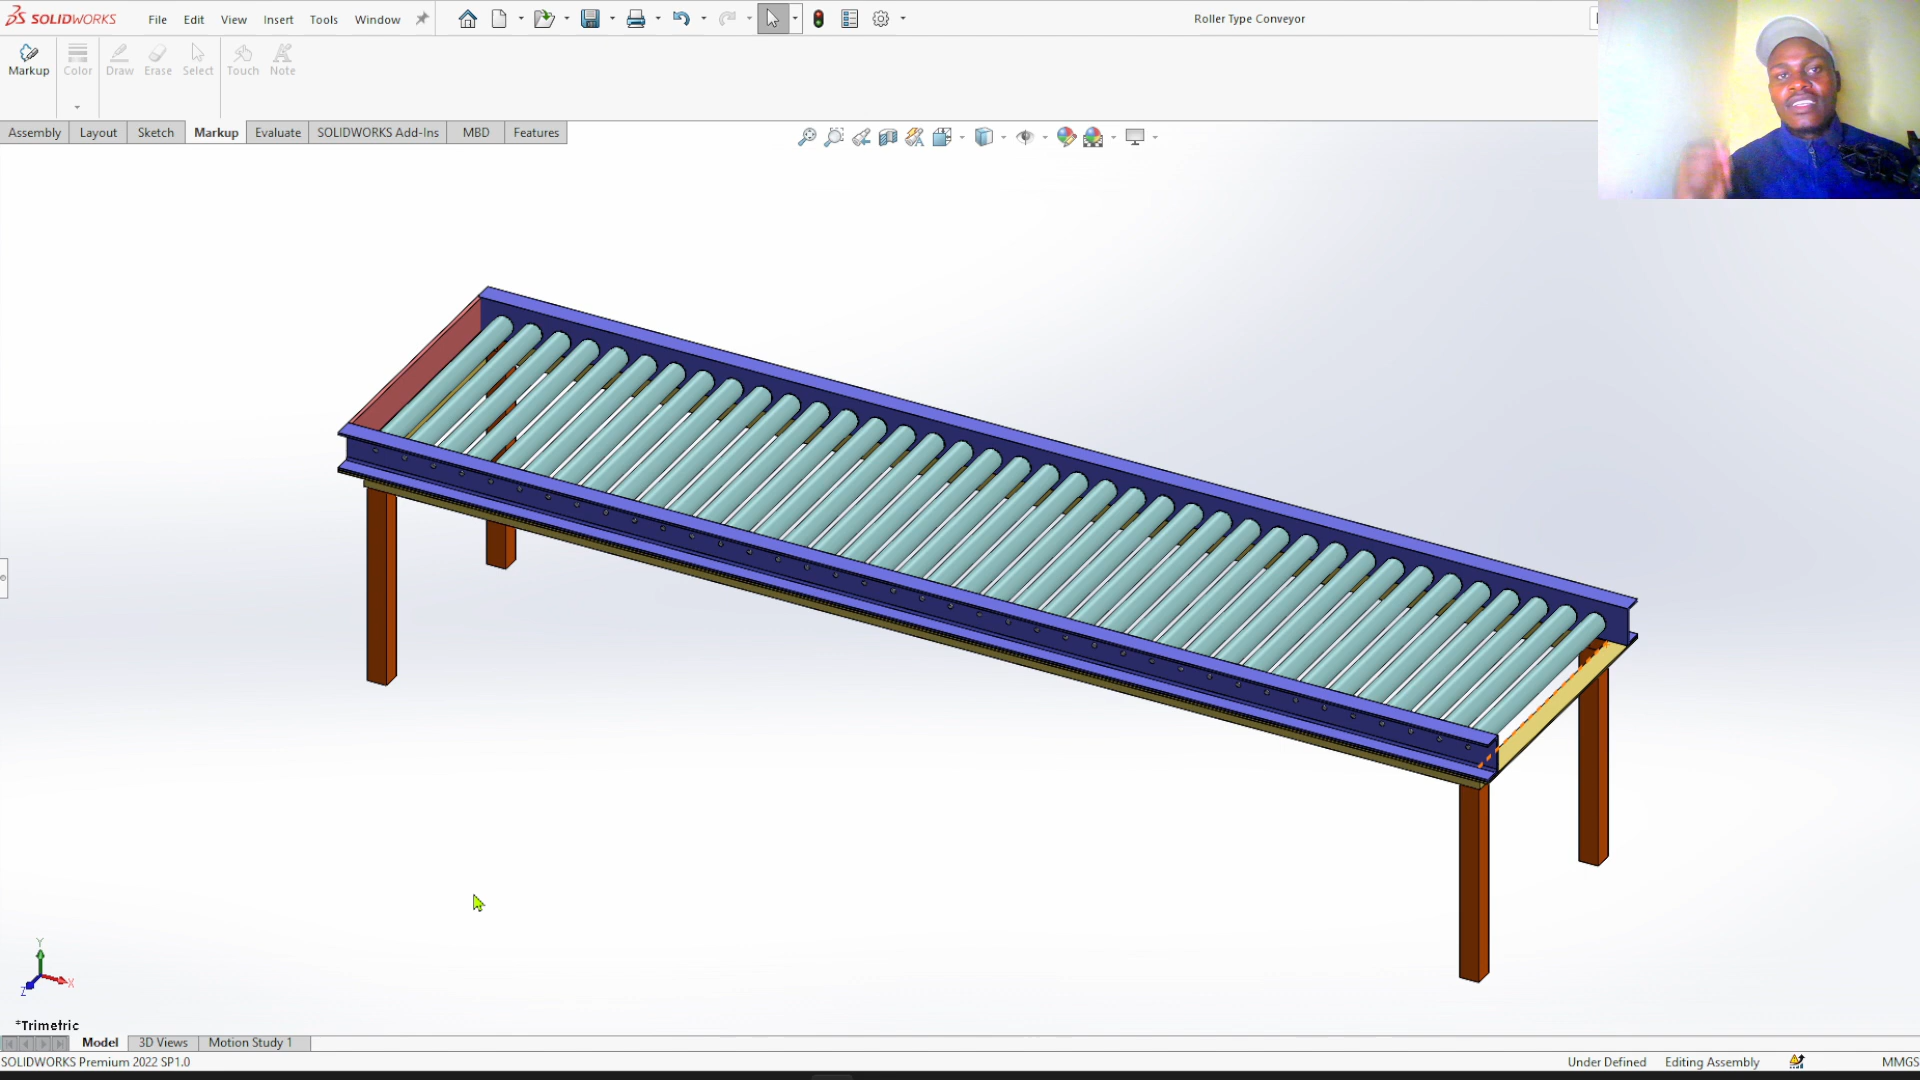 SOLIDWORKS File Edit View Insert Tools Window Roller Type Conveyor
Markup Color Draw Erase Select Touch Note
Assembly Layout Sketch Markup Evaluate SOLIDWORKS Add-Ins MBD Features
Y
X
Z
*Trimetric
Model 3D Views Motion Study 1
SOLIDWORKS Premium 2022 SP1.0 Under Defined Editing Assembly MMGS